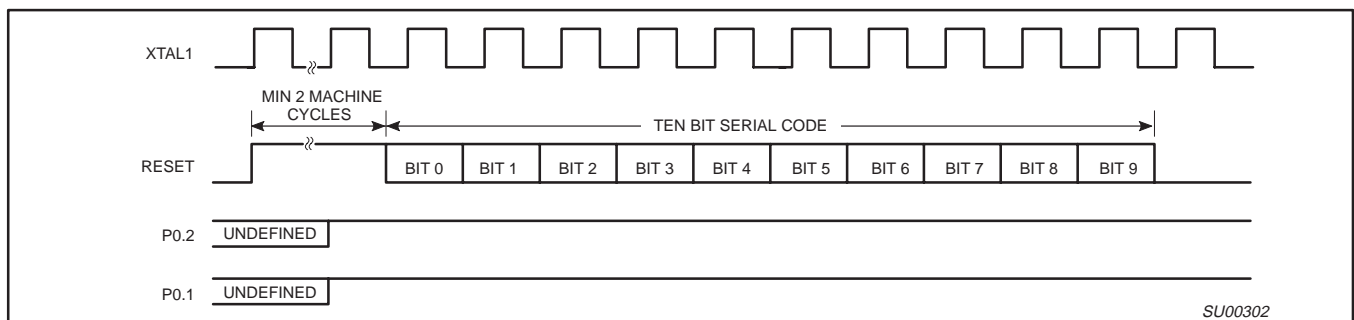 XTAL1
MIN 2 MACHINE
CYCLES
TEN BIT SERIAL CODE
RESET
BIT 0 BIT 1 BIT 2 BIT 3 BIT 4 BIT 5 BIT 6 BIT 7 BIT 8 BIT 9
P0.2 UNDEFINED
P0.1 UNDEFINED
SU00302